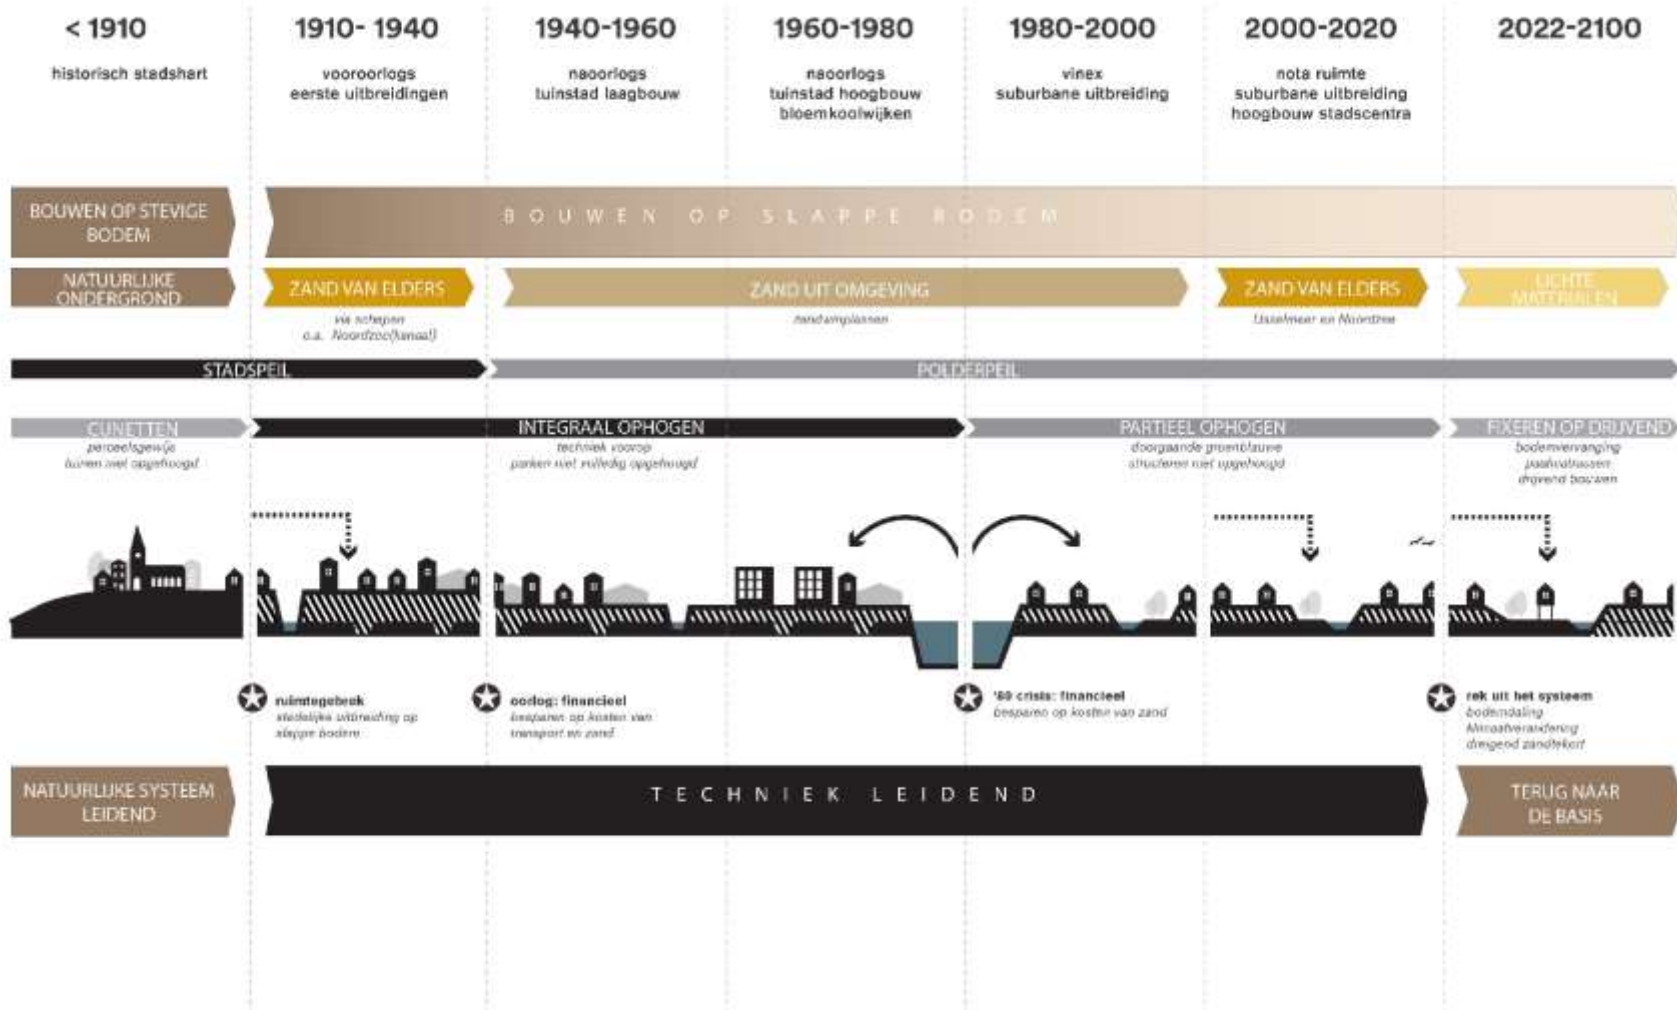 < 1910
historisch stadshart
1910- 1940
vooroorlogs
eerste uitbreidingen
1940-1960
naoorlogs
tuinstad laagbouw
1960-1980
naoorlogs
tuinstad hoogbouw
bloemkoolwijken
1980-2000
vinex
suburbane uitbreiding
2000-2020
nota ruimte
suburbane uitbreiding
hoogbouw stadscentra
2022-2100
BOUWEN OP STEVIGE
BODEM
BOUWEN OP SLAPPE BODEM
NATUURLIJKE
ONDERGROND
ZAND VAN ELDERS
via schepen
o.a. Noordzee(kanaal)
ZAND UIT OMGEVING
zandwinplassen
ZAND VAN ELDERS
IJsselmeer en Noordzee
LICHTE
MATERIALEN
STADSPEIL
POLDERPEIL
CUNETTEN
perceelsgewijs
tuinen niet opgehoogd
INTEGRAAL OPHOGEN
techniek voorop
parken niet volledig opgehoogd
PARTIEEL OPHOGEN
doorgaande groenblauwe
structuren niet opgehoogd
FIXEREN OP DRIJVEND
bodemvervanging
paalmatrassen
drijvend bouwen
ruimtegebrek
stedelijke uitbreiding op
slappe bodem
oorlog: financieel
besparen op kosten van
transport en zand
'80 crisis: financieel
besparen op kosten van zand
rek uit het systeem
bodemdaling
klimaatverandering
dreigend zandtekort
NATUURLIJKE SYSTEEM
LEIDEND
TECHNIEK LEIDEND
TERUG NAAR
DE BASIS